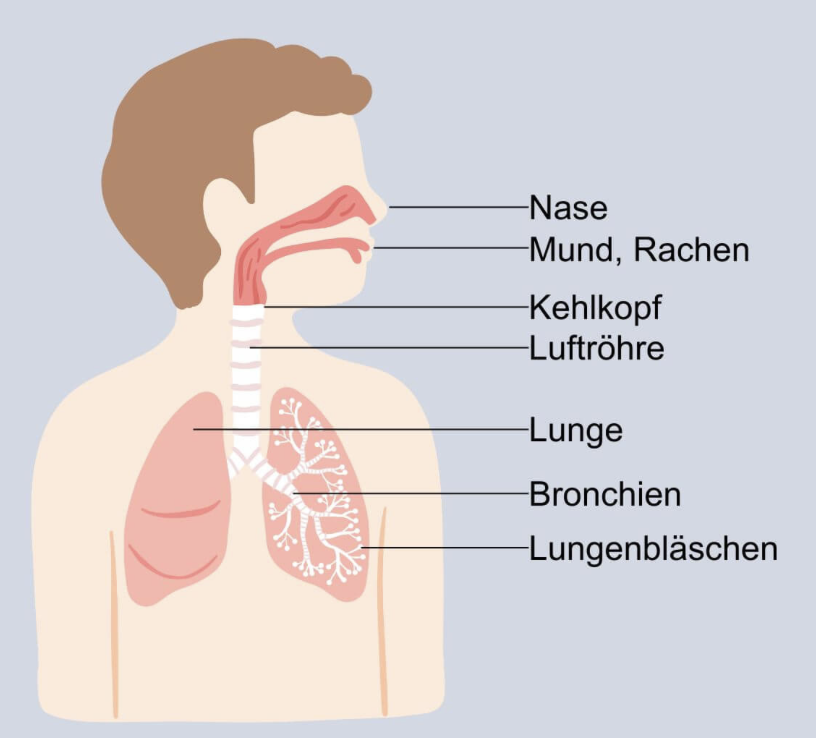 Nase
Mund, Rachen
Kehlkopf
Luftröhre
Lunge
Bronchien
Lungenbläschen